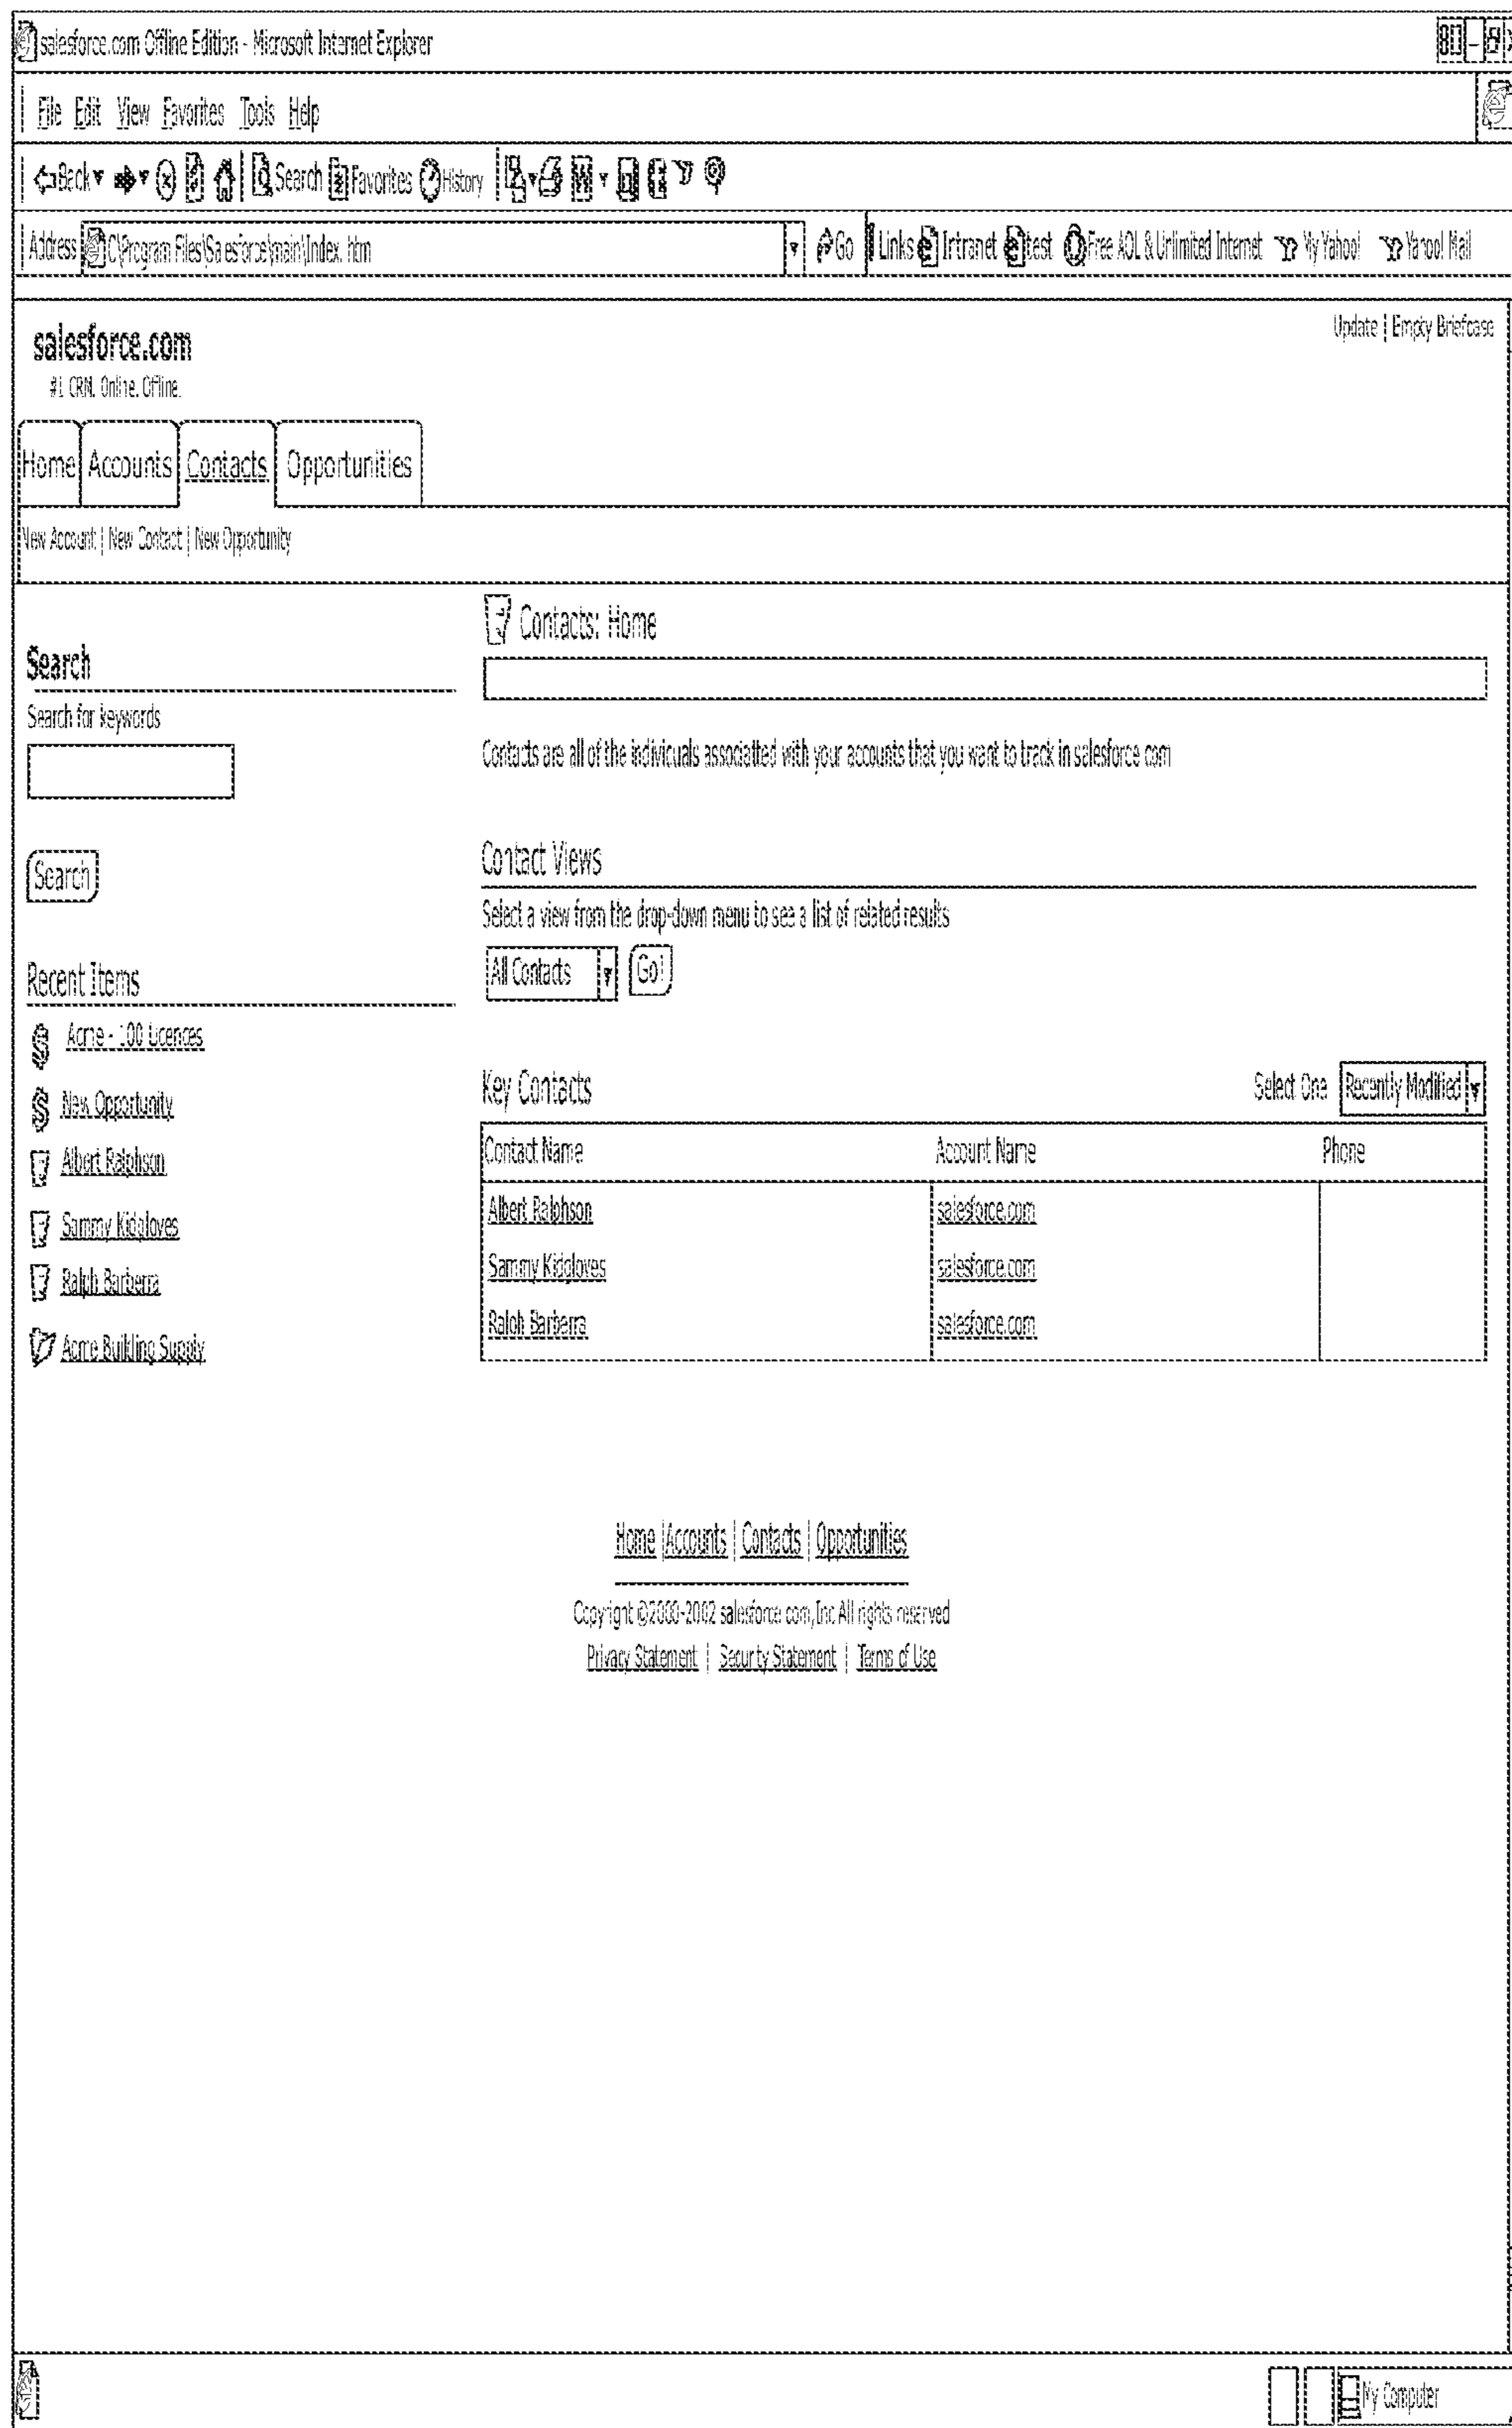 salesforce.com Offline Edition - Microsoft Internet Explorer
File Edit View Favorites Tools Help
Back Search Favorites History
Address C:\Program Files\Salesforce\main\Index. htm Go Links Intranet test Free AOL & Unlimited Internet My Yahoo! Yahoo! Mail
Update | Empty Briefcase
salesforce.com
#1 CRM. Online. Offline.
Home Accounts Contacts Opportunities
New Account | New Contact | New Opportunity
Contacts: Home
Search
Search for keywords
Contacts are all of the individuals associatted with your accounts that you want to track in salesforce com
Search
Contact Views
Select a view from the drop-down menu to see a list of related results
All Contacts Go!
Recent Items
Acme - 100 Licences
New Opportunity
Albert Ralphson
Sammy Kidgloves
Ralph Barberra
Acme Building Supply
Key Contacts Select One Recently Modified
Contact Name Account Name Phone
Albert Ralphson salesforce.com
Sammy Kidgloves salesforce.com
Ralph Barberra salesforce.com
Home | Accounts | Contacts | Opportunities
Copyright ©2000-2002 salesforce com, Inc All rights reserved
Privacy Statement | Security Statement | Terms of Use
My Computer